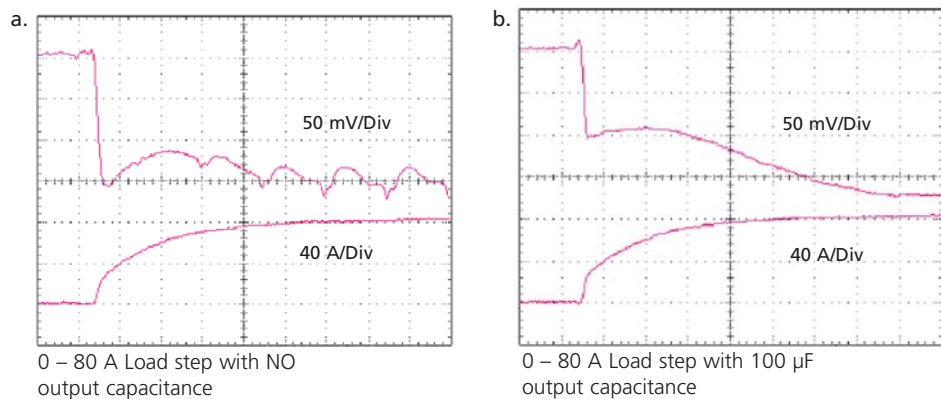 a.
50 mV/Div
40 A/Div
0 – 80 A Load step with NO
output capacitance
b.
50 mV/Div
40 A/Div
0 – 80 A Load step with 100 µF
output capacitance